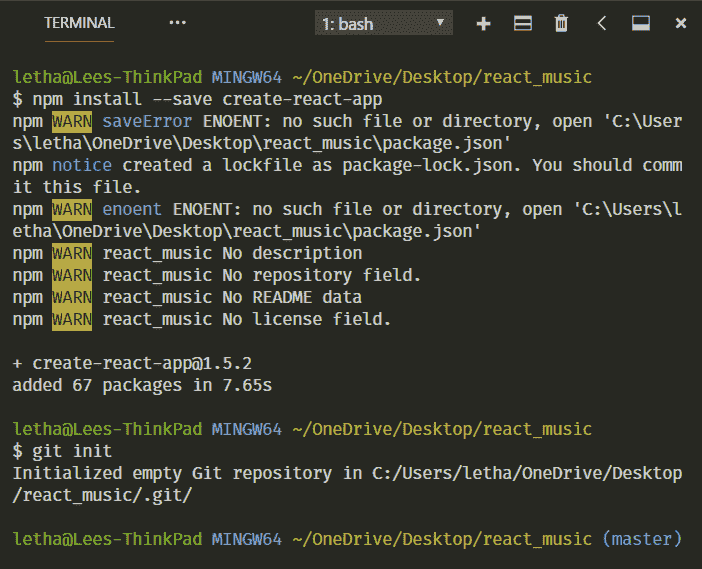 TERMINAL ... 1: bash
letha@Lees-ThinkPad MINGW64 ~/OneDrive/Desktop/react_music
$ npm install --save create-react-app
npm WARN saveError ENOENT: no such file or directory, open 'C:\User
s\letha\OneDrive\Desktop\react_music\package.json'
npm notice created a lockfile as package-lock.json. You should comm
it this file.
npm WARN enoent ENOENT: no such file or directory, open 'C:\Users\l
etha\OneDrive\Desktop\react_music\package.json'
npm WARN react_music No description
npm WARN react_music No repository field.
npm WARN react_music No README data
npm WARN react_music No license field.
+ create-react-app@1.5.2
added 67 packages in 7.65s
letha@Lees-ThinkPad MINGW64 ~/OneDrive/Desktop/react_music
$ git init
Initialized empty Git repository in C:/Users/letha/OneDrive/Desktop
/react_music/.git/
letha@Lees-ThinkPad MINGW64 ~/OneDrive/Desktop/react_music (master)